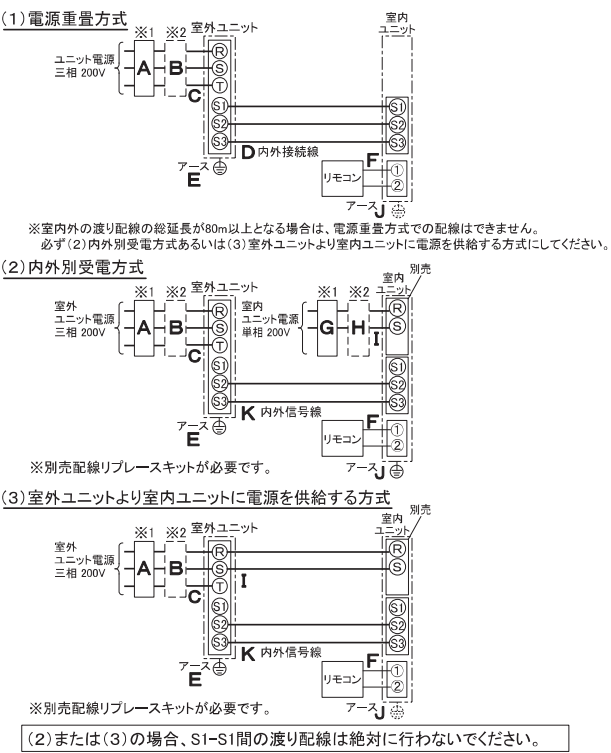 (1)電源重畳方式
※1 ※2 室外ユニット
室内
ユニット
ユニット電源
三相 200V
A B
R
S
T
C
S1
S2
S3
S1
S2
S3
D 内外接続線
アース
E
リモコン
F
①
②
アース J
※室内外の渡り配線の総延長が80m以上となる場合は、電源重畳方式での配線はできません。
必ず(2)内外別受電方式あるいは(3)室外ユニットより室内ユニットに電源を供給する方式にしてください。
(2)内外別受電方式
※1 ※2 室外ユニット
※1 ※2
室内
ユニット
別売
室外
ユニット電源
三相 200V
A B
R
S
T
C
室内
ユニット電源
単相 200V
G H
I
R
S
S1
S2
S3
S1
S2
S3
K 内外信号線
アース
E
リモコン
F
①
②
アース J
※別売配線リプレースキットが必要です。
(3)室外ユニットより室内ユニットに電源を供給する方式
※1 ※2 室外ユニット
室内
ユニット
別売
室外
ユニット電源
三相 200V
A B
R
S
T
C
I
R
S
S1
S2
S3
S1
S2
S3
K 内外信号線
アース
E
リモコン
F
①
②
アース J
※別売配線リプレースキットが必要です。
(2)または(3)の場合、S1-S1間の渡り配線は絶対に行わないでください。